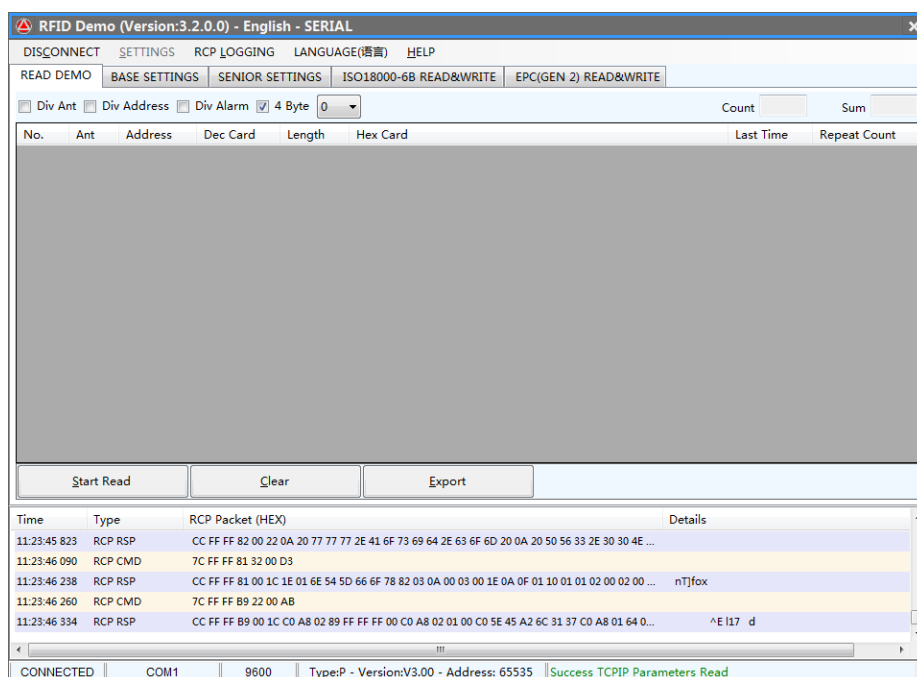 RFID Demo (Version:3.2.0.0) - English - SERIAL
DISCONNECT SETTINGS RCP LOGGING LANGUAGE(语言) HELP
READ DEMO BASE SETTINGS SENIOR SETTINGS ISO18000-6B READ&WRITE EPC(GEN 2) READ&WRITE
Div Ant Div Address Div Alarm 4 Byte 0 Count Sum
No. Ant Address Dec Card Length Hex Card Last Time Repeat Count
Start Read Clear Export
Time Type RCP Packet (HEX) Details
11:23:45 823 RCP RSP CC FF FF 82 00 22 0A 20 77 77 77 2E 41 6F 73 69 64 2E 63 6F 6D 20 0A 20 50 56 33 2E 30 30 4E ...
11:23:46 090 RCP CMD 7C FF FF 81 32 00 D3
11:23:46 238 RCP RSP CC FF FF 81 00 1C 1E 01 6E 54 5D 66 6F 78 82 03 0A 00 03 00 1E 0A 0F 01 10 01 01 02 00 02 00 ... nT]fox
11:23:46 260 RCP CMD 7C FF FF B9 22 00 AB
11:23:46 334 RCP RSP CC FF FF B9 00 1C C0 A8 02 89 FF FF FF 00 C0 A8 02 01 00 C0 5E 45 A2 6C 31 37 C0 A8 01 64 0... ^E l17 d
CONNECTED COM1 9600 Type:P - Version:V3.00 - Address: 65535 Success TCPIP Parameters Read